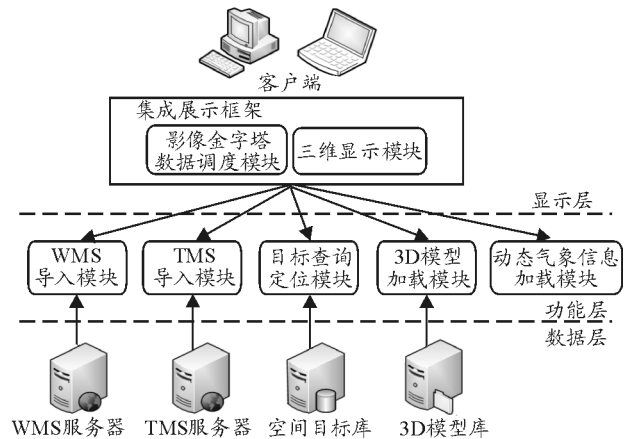 客户端
集成展示框架
影像金字塔
数据调度模块
三维显示模块
显示层
WMS
导入模块
TMS
导入模块
目标查询
定位模块
3D模型
加载模块
动态气象信息
加载模块
功能层
数据层
WMS服务器
TMS服务器
空间目标库
3D模型库